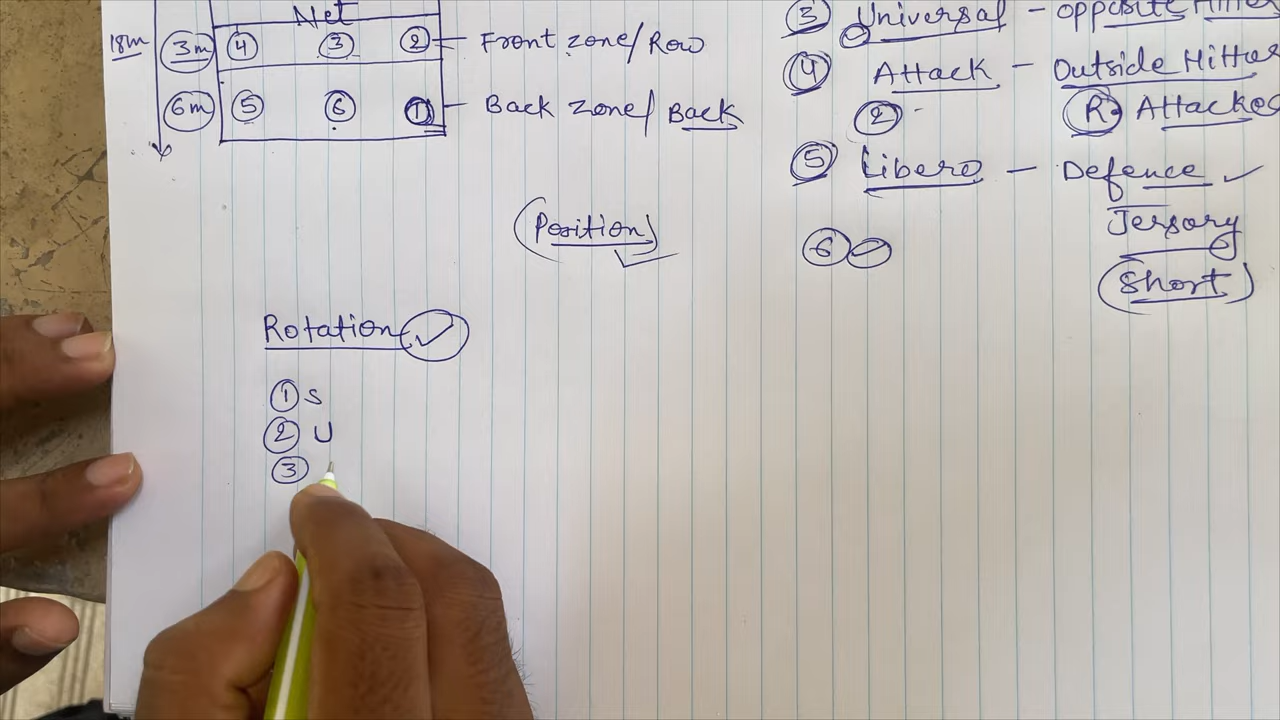 Net
18m 3m 4 3 2 - Front zone/Row
6m 5 6 1 - Back zone/Back
3 Universal - opposite Hitter
4 Attack - Outside Hitter
2 R. Attacker
5 Libero - Defence ✓
Jersory
6 (Short)
(Position)
Rotation ✓
1 S
2 U
3